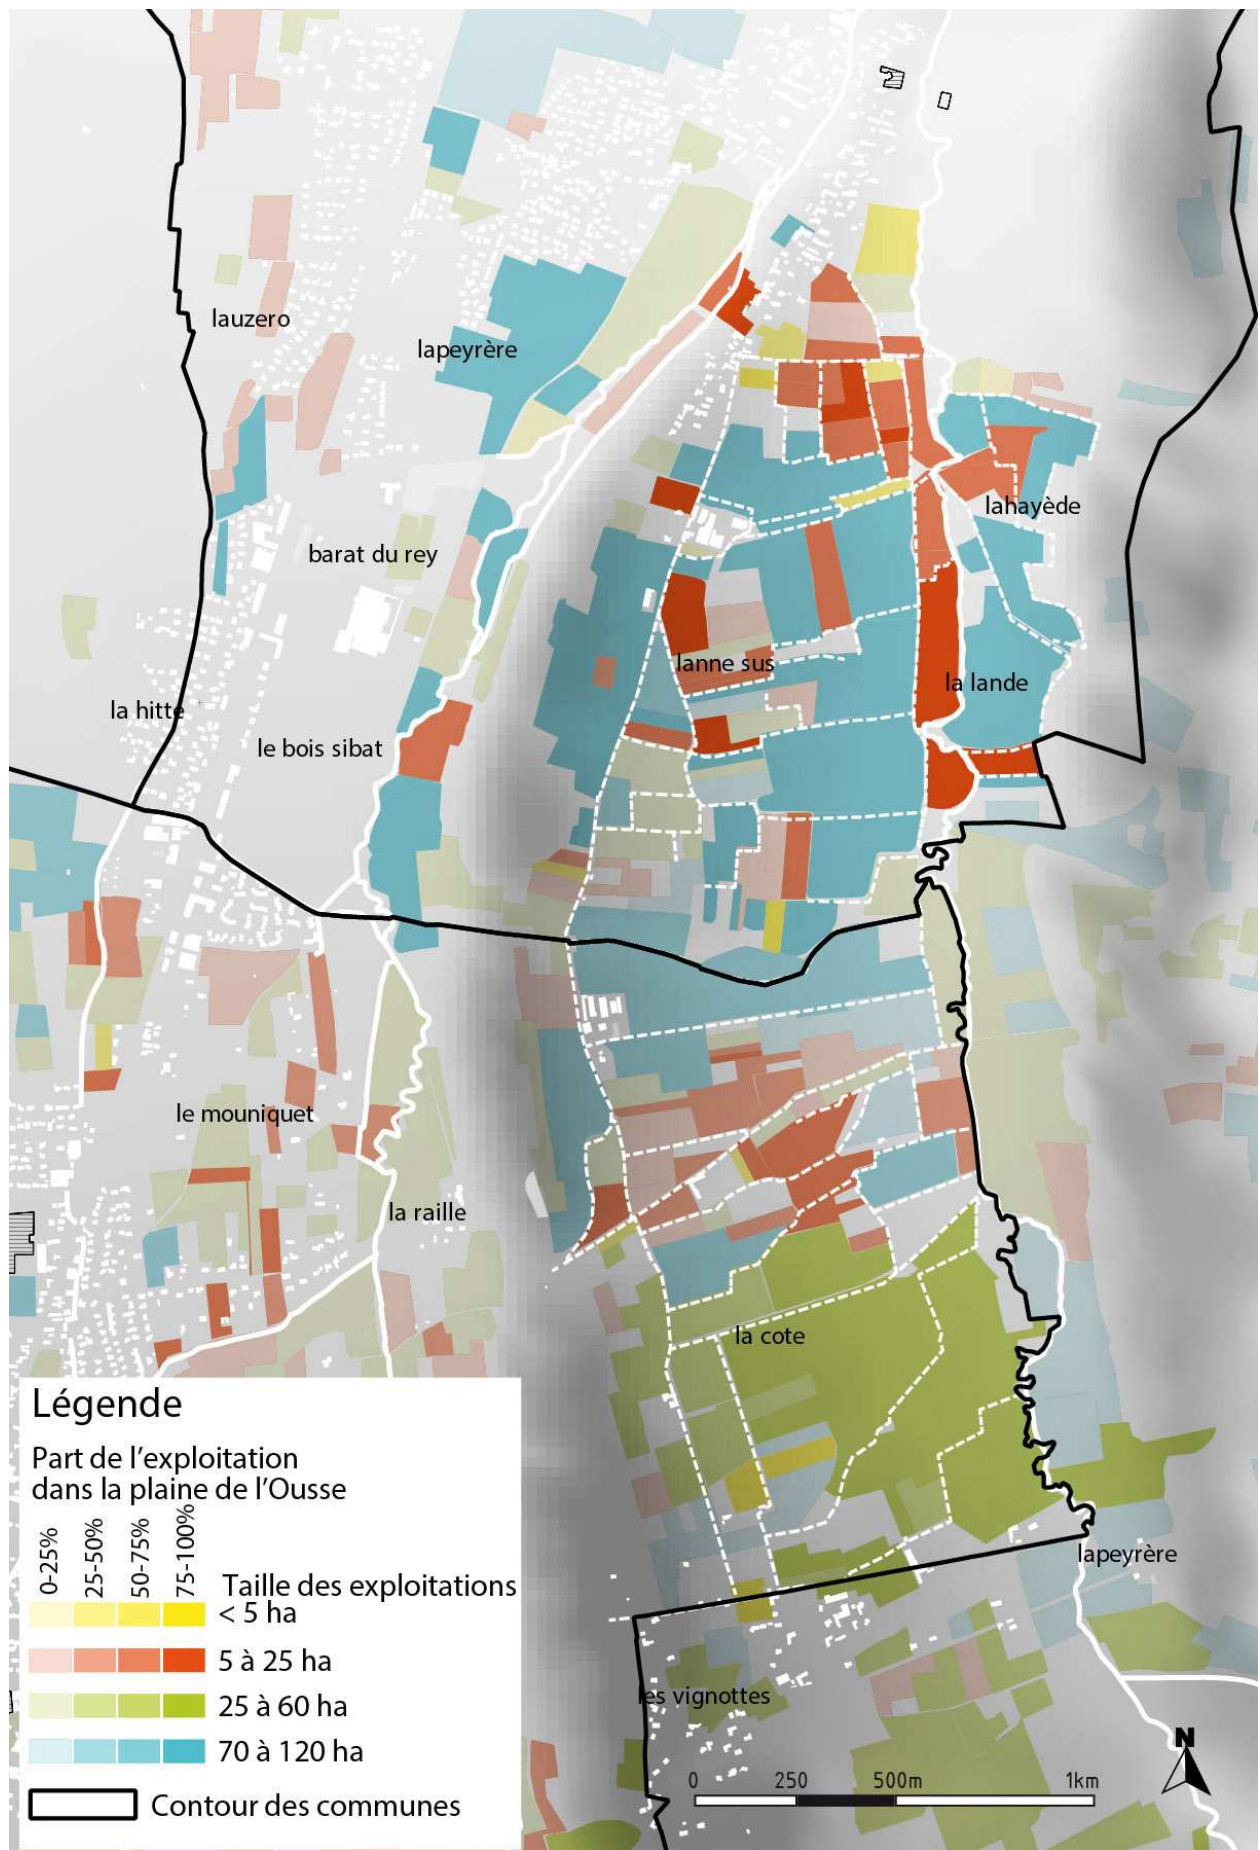 lauzero
lapeyrère
lahayède
barat du rey
lanne sus
la lande
la hitte
le bois sibat
le mouniquet
la raille
la cote
lapeyrère
les vignottes
Légende
Part de l'exploitation
dans la plaine de l'Ousse
0-25%
25-50%
50-75%
75-100%
Taille des exploitations
< 5 ha
5 à 25 ha
25 à 60 ha
70 à 120 ha
Contour des communes
0 250 500m 1km
N